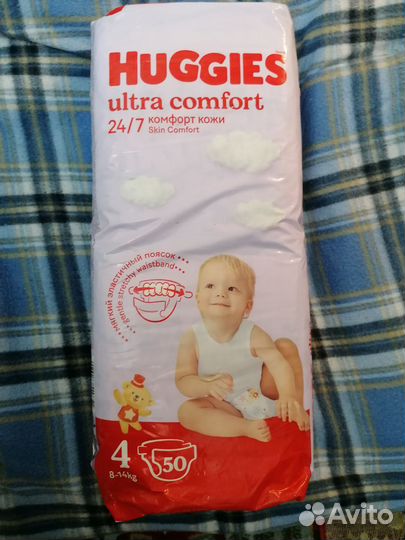 HUGGIES
ultra comfort
24/7 комфорт кожи
Skin Comfort
мягкий эластичный поясок
gentle stretchy waistband
4
50
8-14kg
Avito